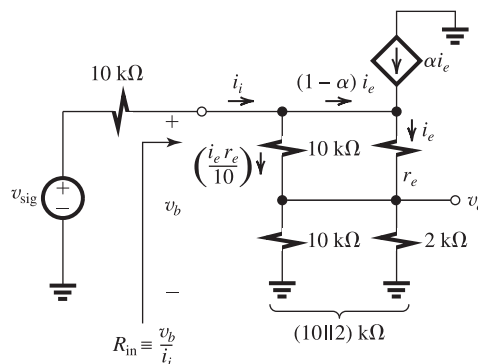 αi_e
10 kΩ
i_i
(1 − α) i_e
+
i_e
(i_e r_e / 10)
10 kΩ
r_e
v_sig
+
−
v_b
10 kΩ
2 kΩ
−
(10||2) kΩ
R_in ≡ v_b / i_i